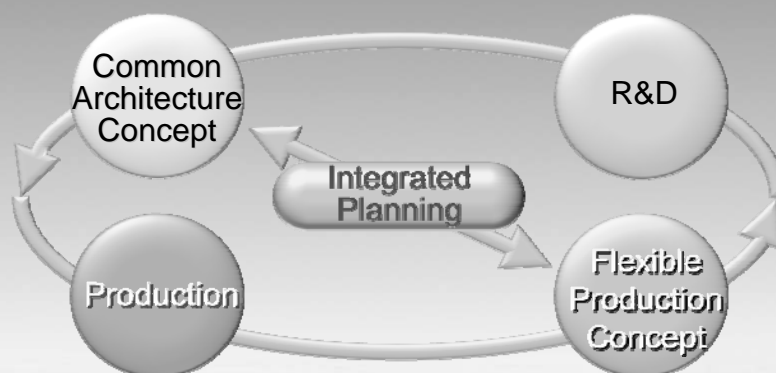 Common
Architecture
Concept
R&D
Integrated
Planning
Production
Flexible
Production
Concept